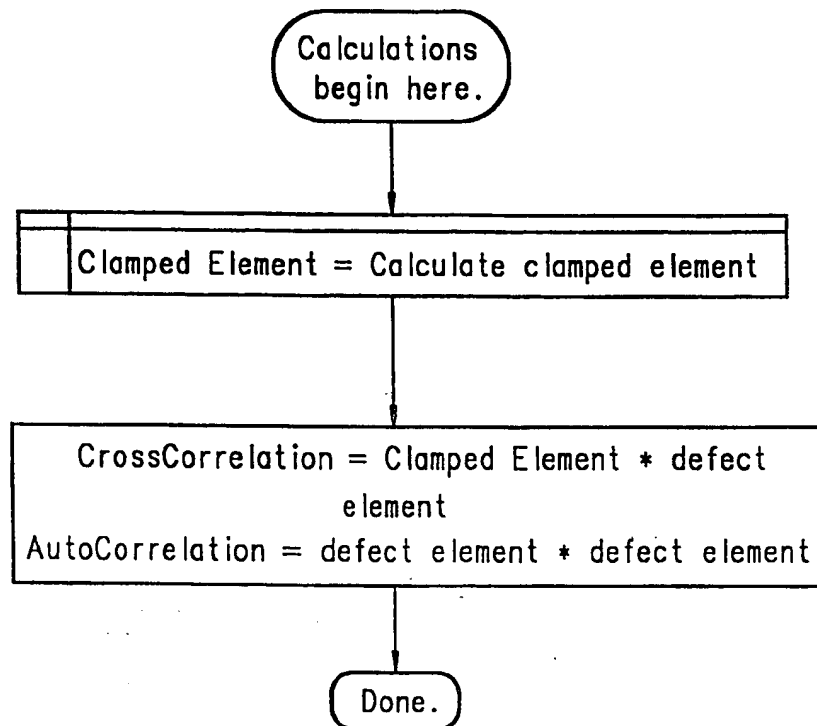 Calculations
begin here.
Clamped Element = Calculate clamped element
CrossCorrelation = Clamped Element * defect
element
AutoCorrelation = defect element * defect element
Done.